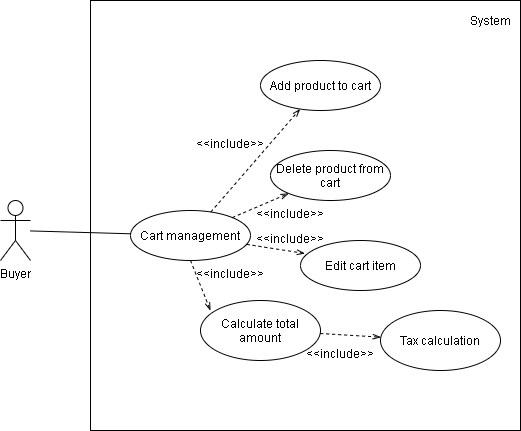 System
Add product to cart
<<include>>
Delete product from
cart
<<include>>
Cart management
<<include>>
Edit cart item
<<include>>
Buyer
Calculate total
amount
Tax calculation
<<include>>